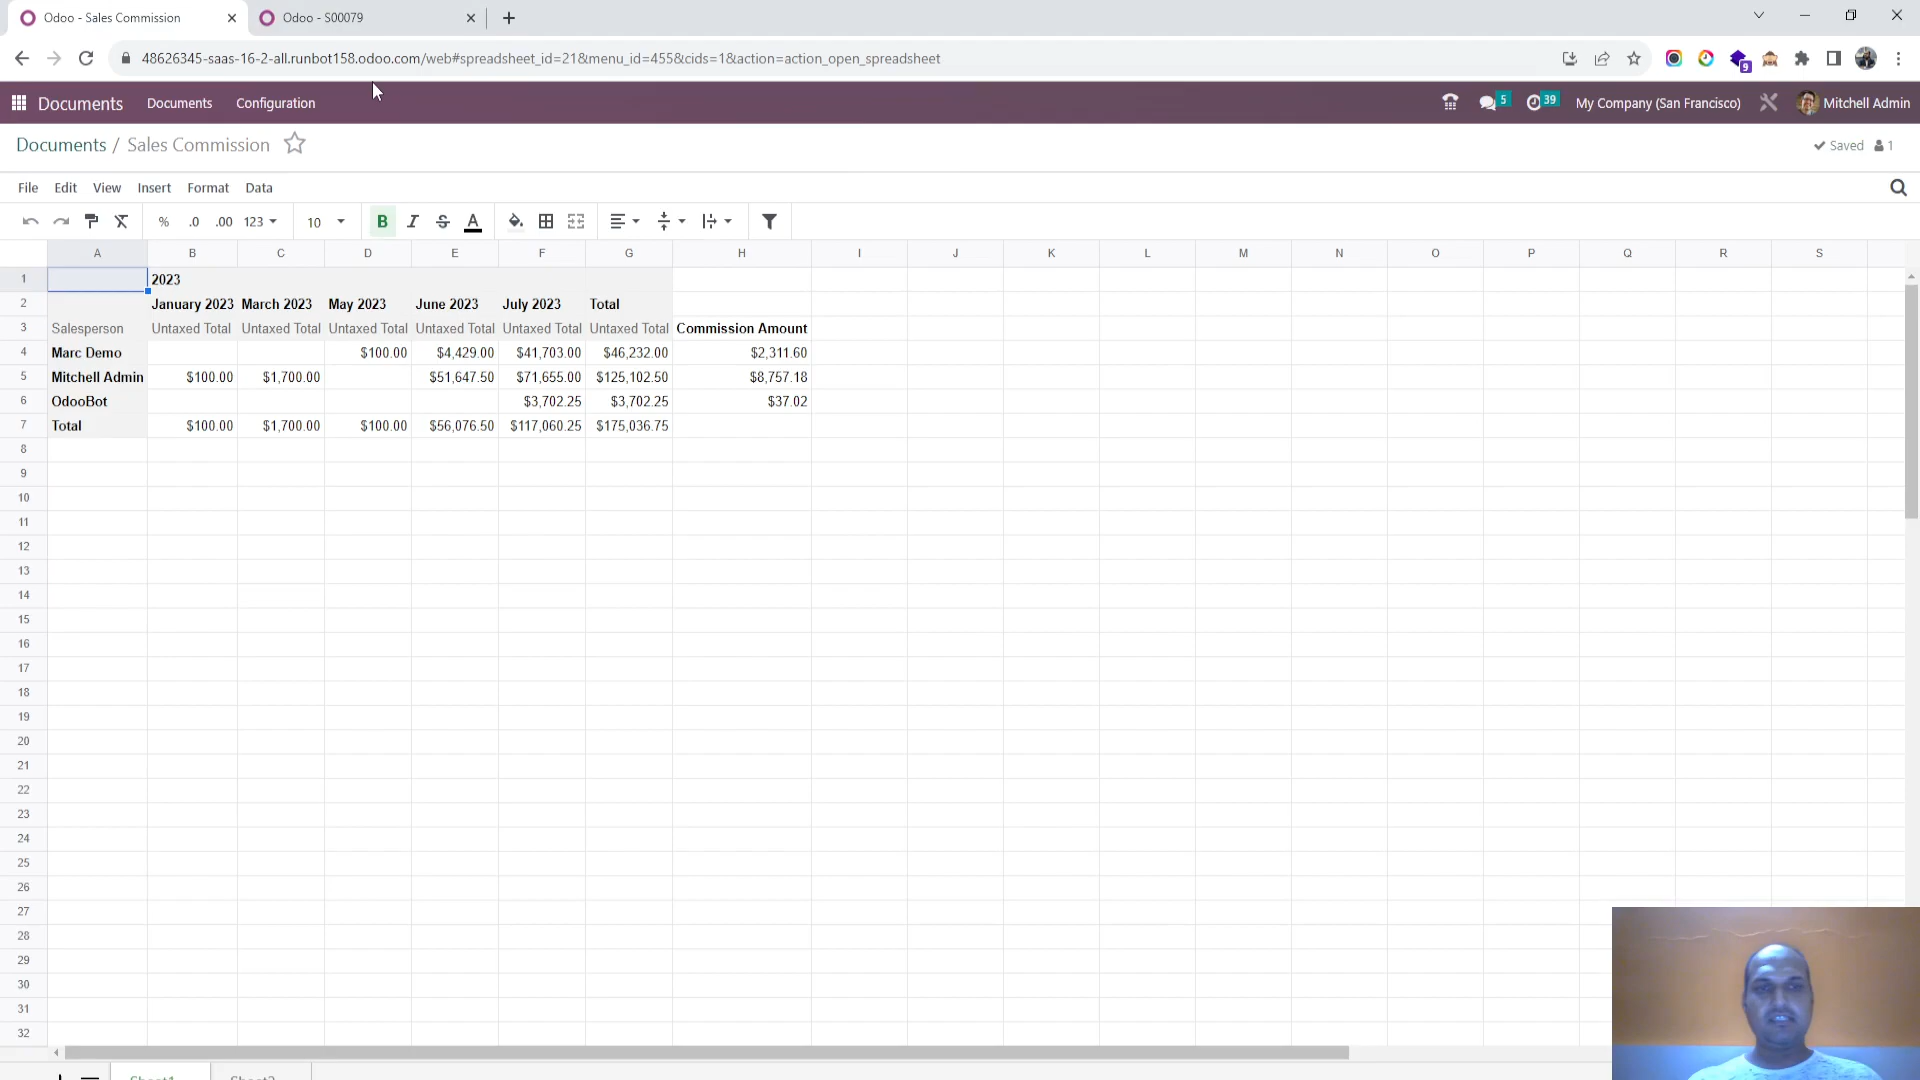 Odoo - Sales Commission
Odoo - S00079
48626345-saas-16-2-all.runbot158.odoo.com/web#spreadsheet_id=21&menu_id=455&cids=1&action=action_open_spreadsheet
9
Documents Documents Configuration 5 39 My Company (San Francisco) Mitchell Admin
Documents / Sales Commission Saved 1
File Edit View Insert Format Data
% .0 .00 123 10 B I S A
A B C D E F G H I J K L M N O P Q R S
1 2023
2 January 2023 March 2023 May 2023 June 2023 July 2023 Total
3 Salesperson Untaxed Total Untaxed Total Untaxed Total Untaxed Total Untaxed Total Untaxed Total Commission Amount
4 Marc Demo $100.00 $4,429.00 $41,703.00 $46,232.00 $2,311.60
5 Mitchell Admin $100.00 $1,700.00 $51,647.50 $71,655.00 $125,102.50 $8,757.18
6 OdooBot $3,702.25 $3,702.25 $37.02
7 Total $100.00 $1,700.00 $100.00 $56,076.50 $117,060.25 $175,036.75
8
9
10
11
12
13
14
15
16
17
18
19
20
21
22
23
24
25
26
27
28
29
30
31
32
Sheet1 Sheet2